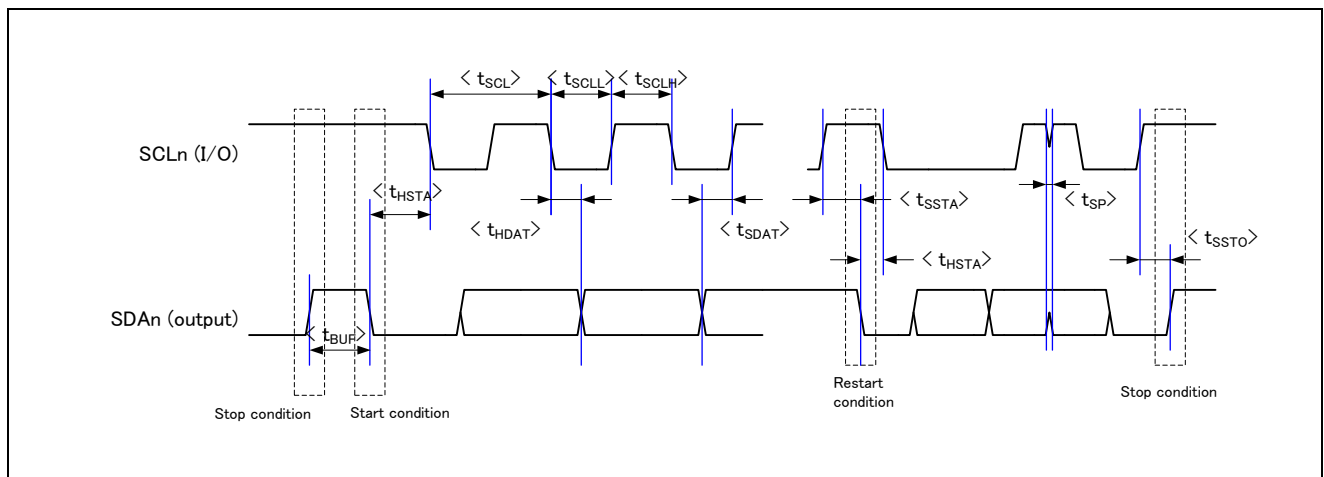 < tSCL>
< tSCLL>
< tSCLH>
SCLn (I/O)
< tHSTA>
< tHDAT>
< tSDAT>
< tSSTA>
< tSP>
< tSSTO>
< tHSTA>
SDAn (output)
< tBUF>
Stop condition
Start condition
Restart
condition
Stop condition